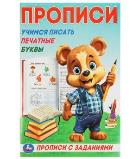 ПРОПИСИ
УЧИМСЯ ПИСАТЬ
ПЕЧАТНЫЕ
БУКВЫ
ПРОПИСИ С ЗАДАНИЯМИ